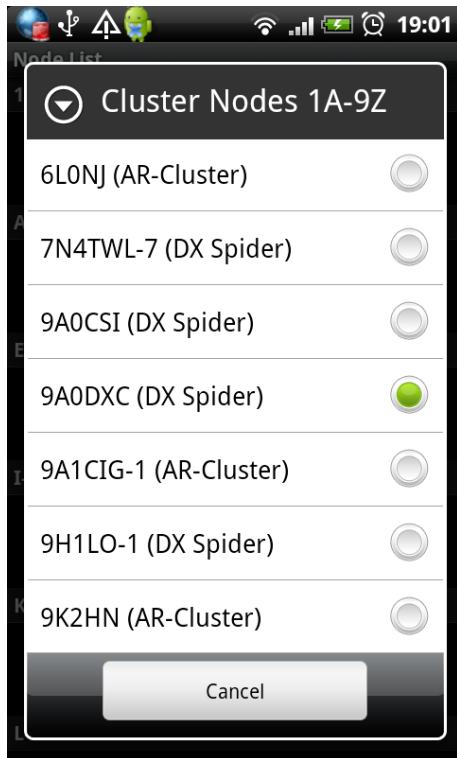 19:01
Node List
1
Cluster Nodes 1A-9Z
6L0NJ (AR-Cluster)
A
7N4TWL-7 (DX Spider)
9A0CSI (DX Spider)
E
9A0DXC (DX Spider)
9A1CIG-1 (AR-Cluster)
I-
9H1LO-1 (DX Spider)
K
9K2HN (AR-Cluster)
Cancel
L